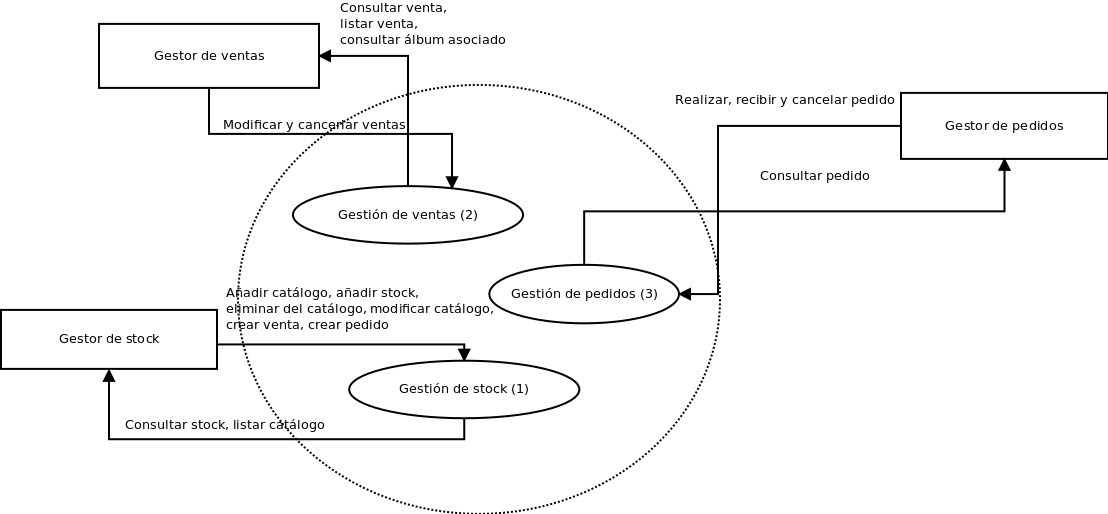 Consultar venta,
listar venta,
consultar álbum asociado
Gestor de ventas
Modificar y cancelar ventas
Realizar, recibir y cancelar pedido
Gestor de pedidos
Consultar pedido
Gestión de ventas (2)
Gestión de pedidos (3)
Añadir catálogo, añadir stock,
eliminar del catálogo, modificar catálogo,
crear venta, crear pedido
Gestor de stock
Gestión de stock (1)
Consultar stock, listar catálogo